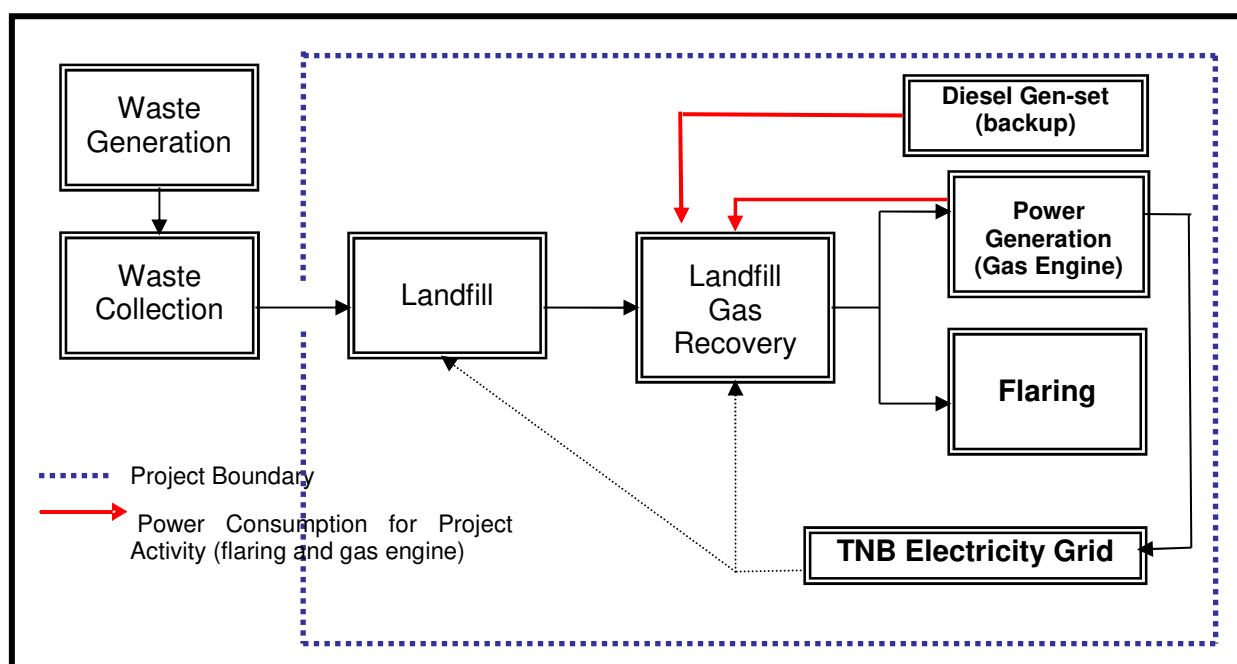 Waste
Generation
Diesel Gen-set
(backup)
Power
Generation
(Gas Engine)
Waste
Collection
Landfill
Landfill
Gas
Recovery
Flaring
Project Boundary
Power Consumption for Project
Activity (flaring and gas engine)
TNB Electricity Grid